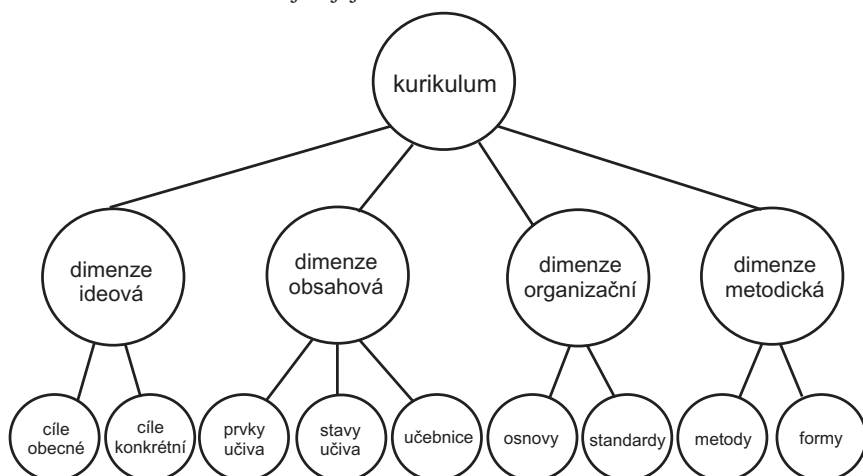 kurikulum
dimenze
ideová
dimenze
obsahová
dimenze
organizační
dimenze
metodická
cíle
obecné
cíle
konkrétní
prvky
učiva
stavy
učiva
učebnice
osnovy
standardy
metody
formy